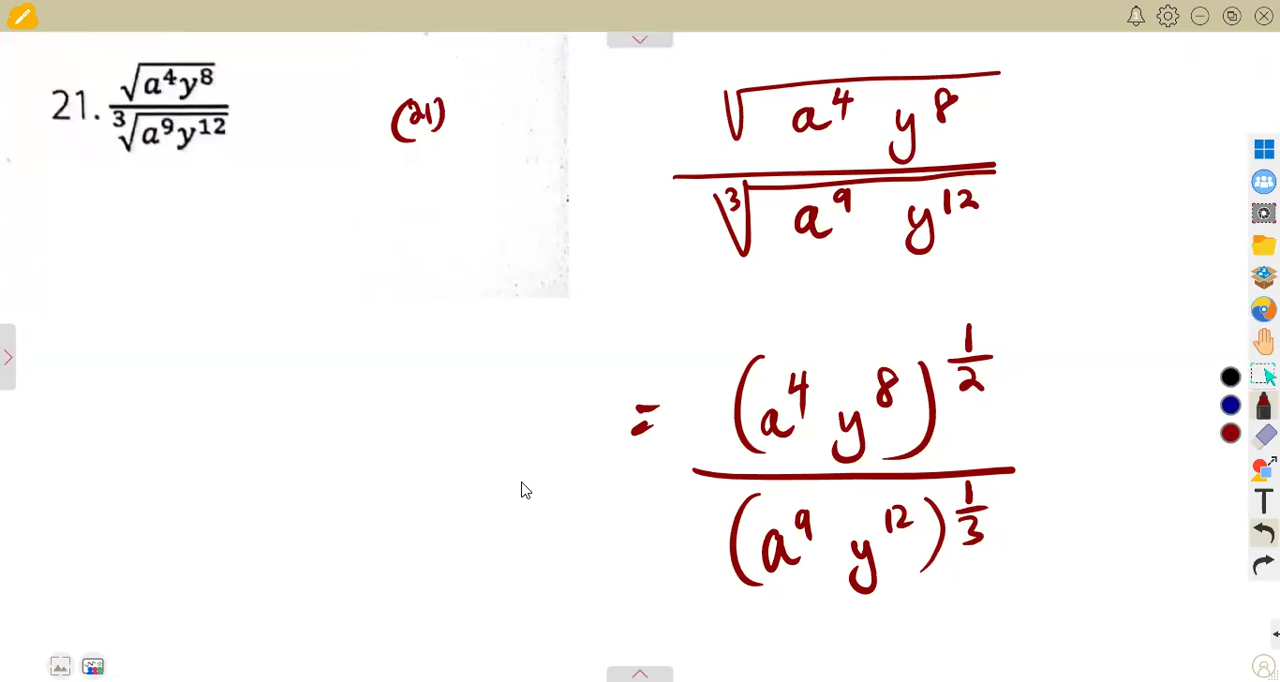 21. √(a⁴y⁸) / ∛(a⁹y¹²)
(21)
√(a⁴ y⁸) / ∛(a⁹ y¹²)
= (a⁴ y⁸)^(1/2) / (a⁹ y¹²)^(1/3)